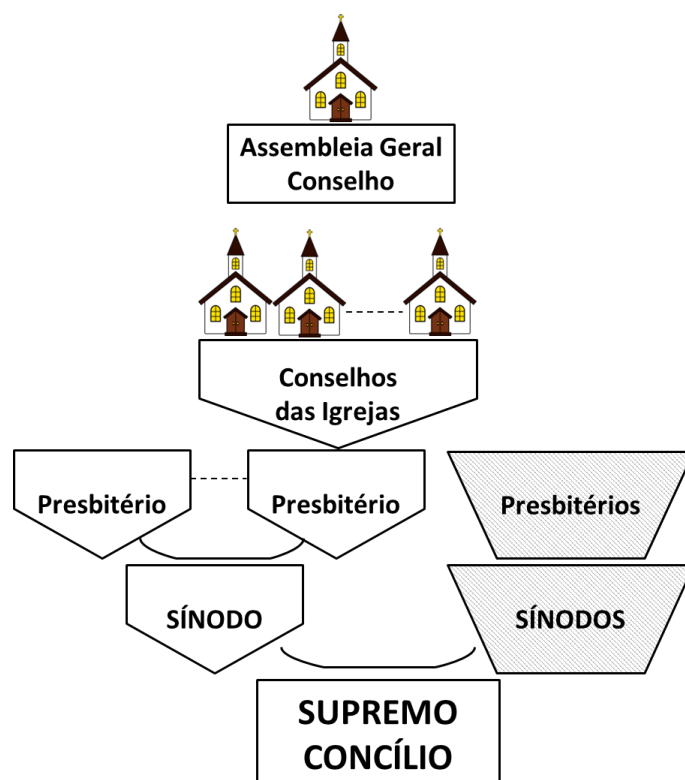 Assembleia Geral
Conselho
Conselhos
das Igrejas
Presbitério
Presbitério
Presbitérios
SÍNODO
SÍNODOS
SUPREMO
CONCÍLIO